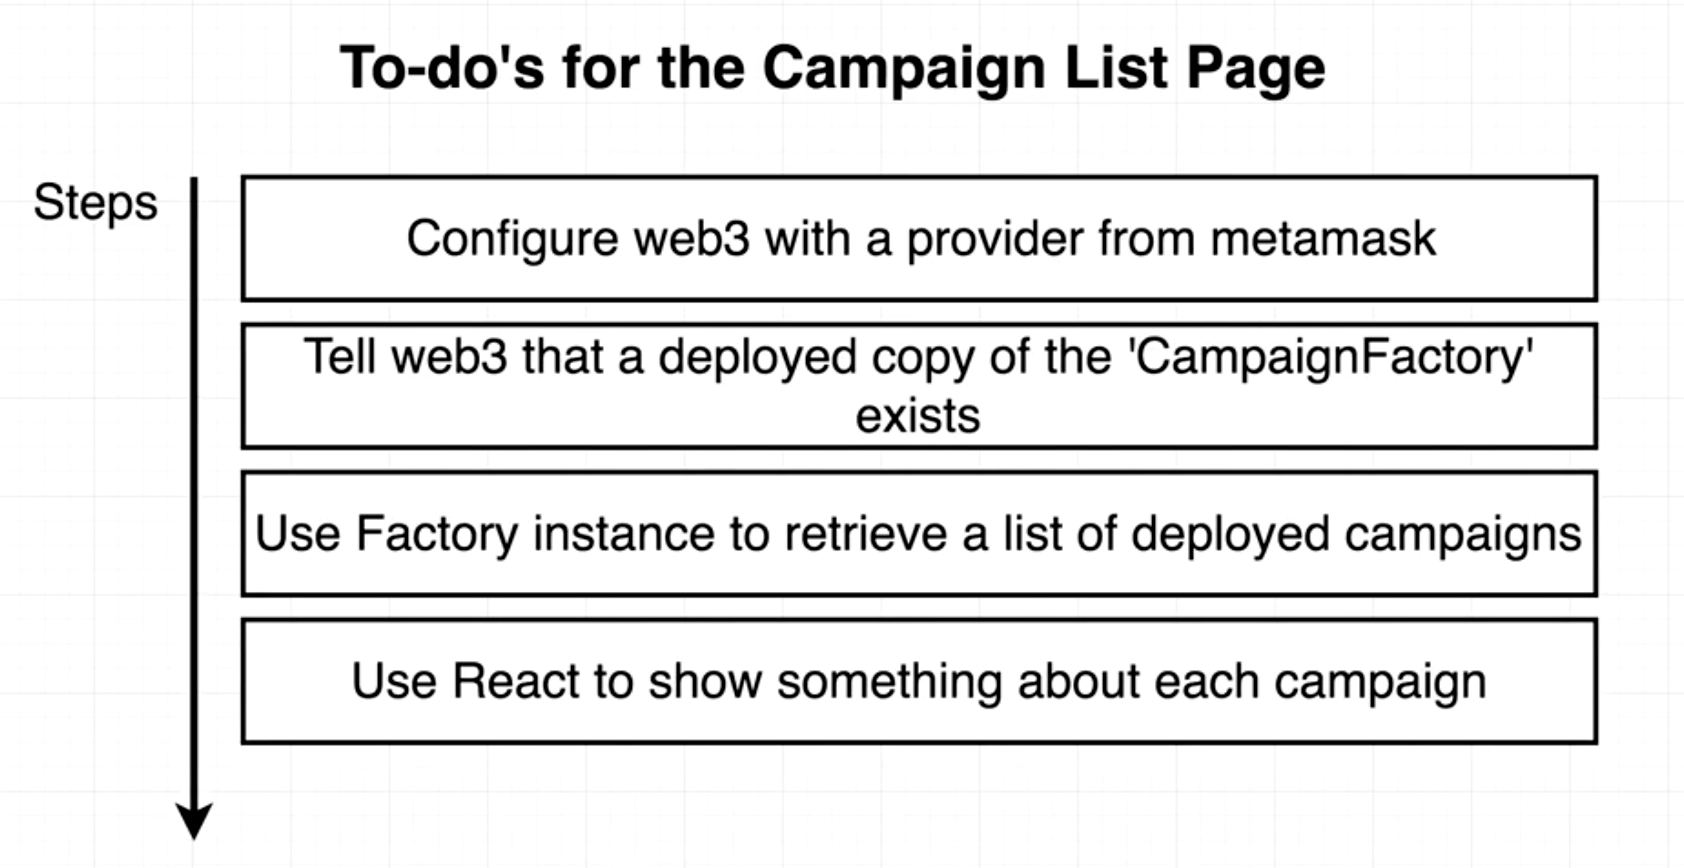 To-do's for the Campaign List Page
Steps
Configure web3 with a provider from metamask
Tell web3 that a deployed copy of the 'CampaignFactory'
exists
Use Factory instance to retrieve a list of deployed campaigns
Use React to show something about each campaign